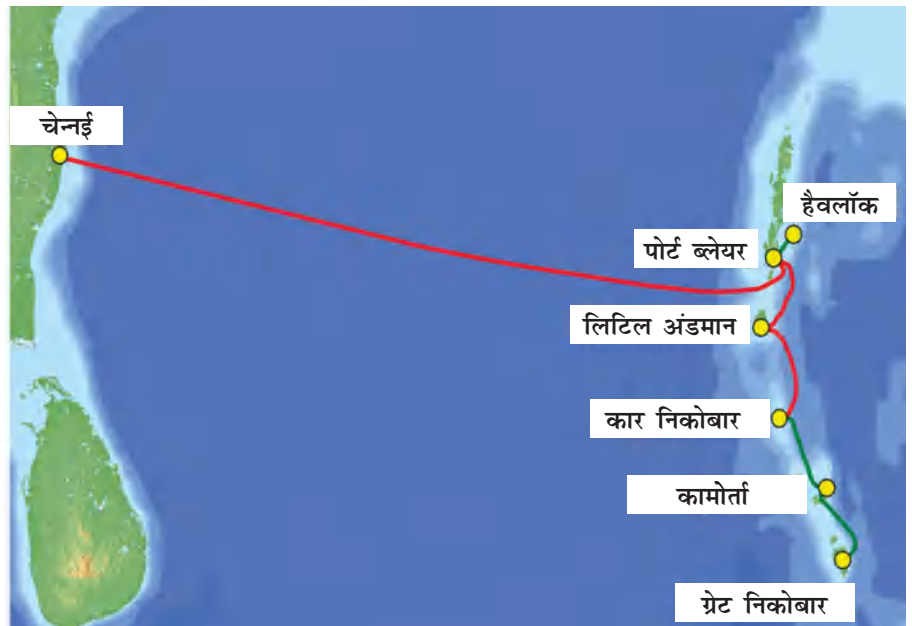 चेन्नई
हैवलॉक
पोर्ट ब्लेयर
लिटिल अंडमान
कार निकोबार
कामोर्ता
ग्रेट निकोबार